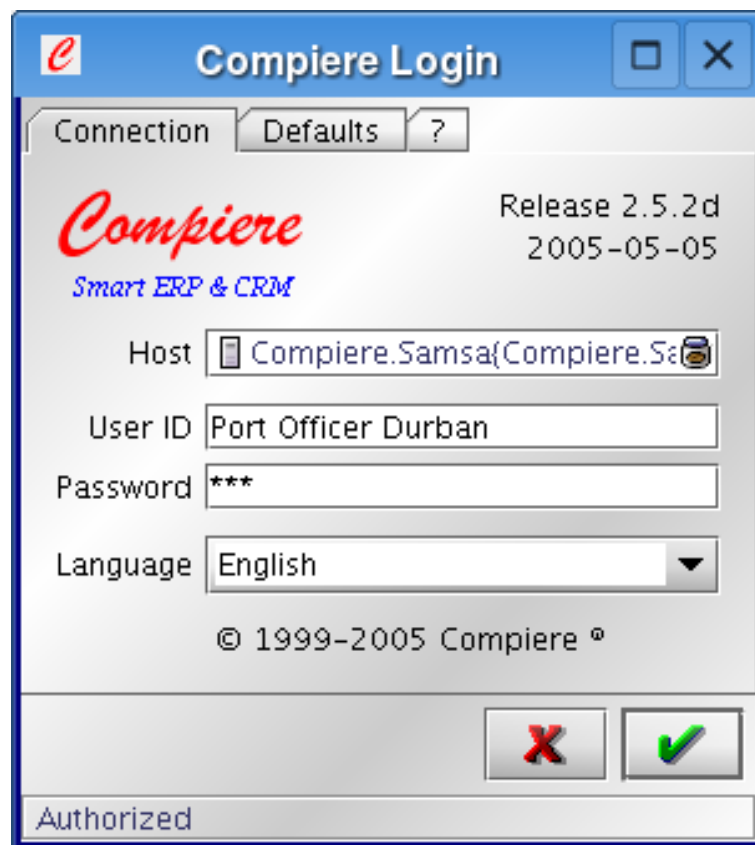 Compiere Login
Connection Defaults ?
Compiere
Smart ERP & CRM
Release 2.5.2d
2005-05-05
Host Compiere.Samsa{Compiere.Sa
User ID Port Officer Durban
Password ***
Language English
© 1999-2005 Compiere ®
Authorized